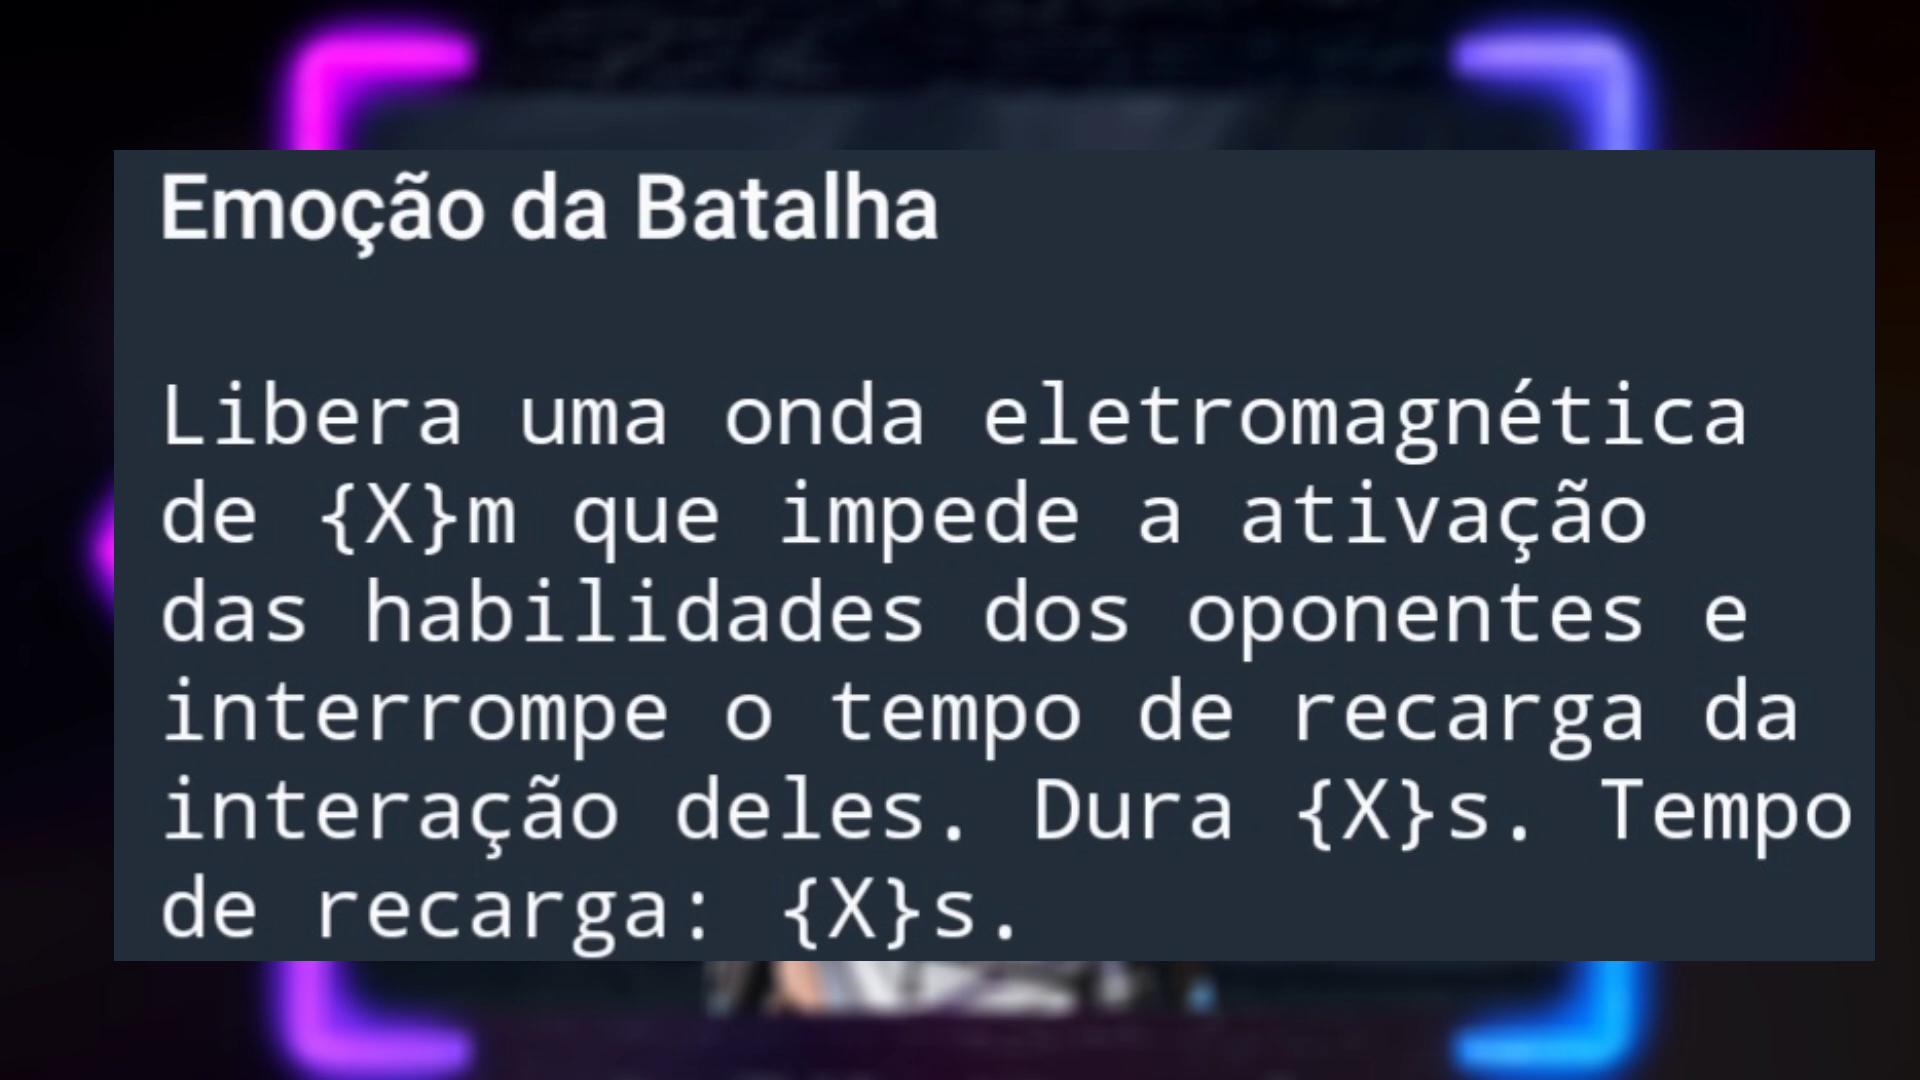 Emoção da Batalha
Libera uma onda eletromagnética
de {X}m que impede a ativação
das habilidades dos oponentes e
interrompe o tempo de recarga da
interação deles. Dura {X}s. Tempo
de recarga: {X}s.